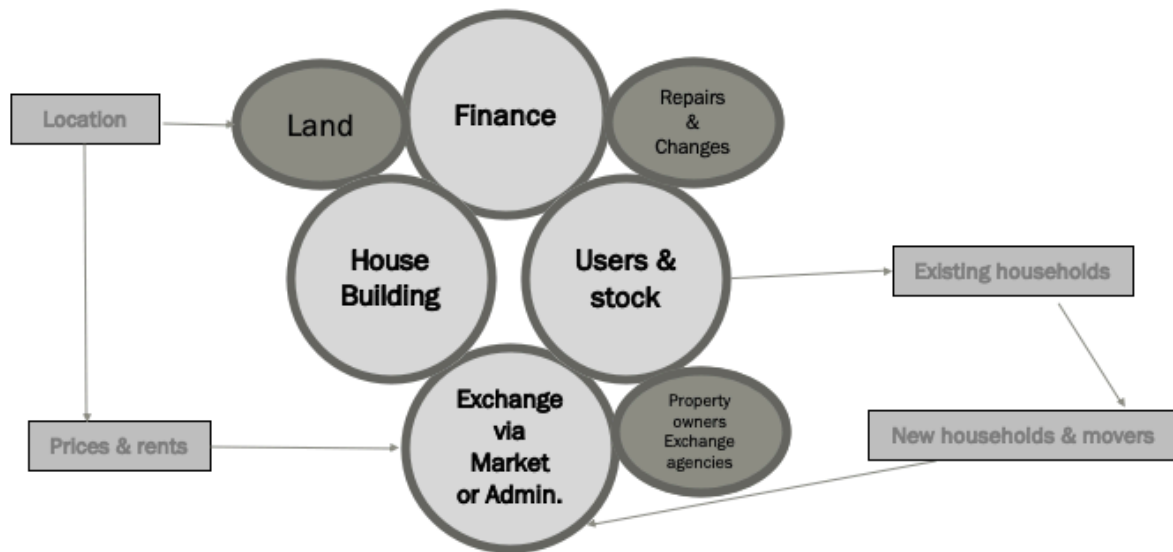 Finance
Repairs
&
Changes
Land
Location
House
Building
Users &
stock
Existing households
Exchange
via
Market
or Admin.
Property
owners
Exchange
agencies
Prices & rents
New households & movers